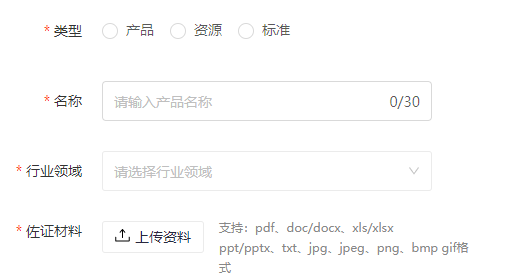 * 类型 产品 资源 标准
* 名称 请输入产品名称 0/30
* 行业领域 请选择行业领域
* 佐证材料 上传资料 支持：pdf、doc/docx、xls/xlsx
ppt/pptx、txt、jpg、jpeg、png、bmp gif格
式